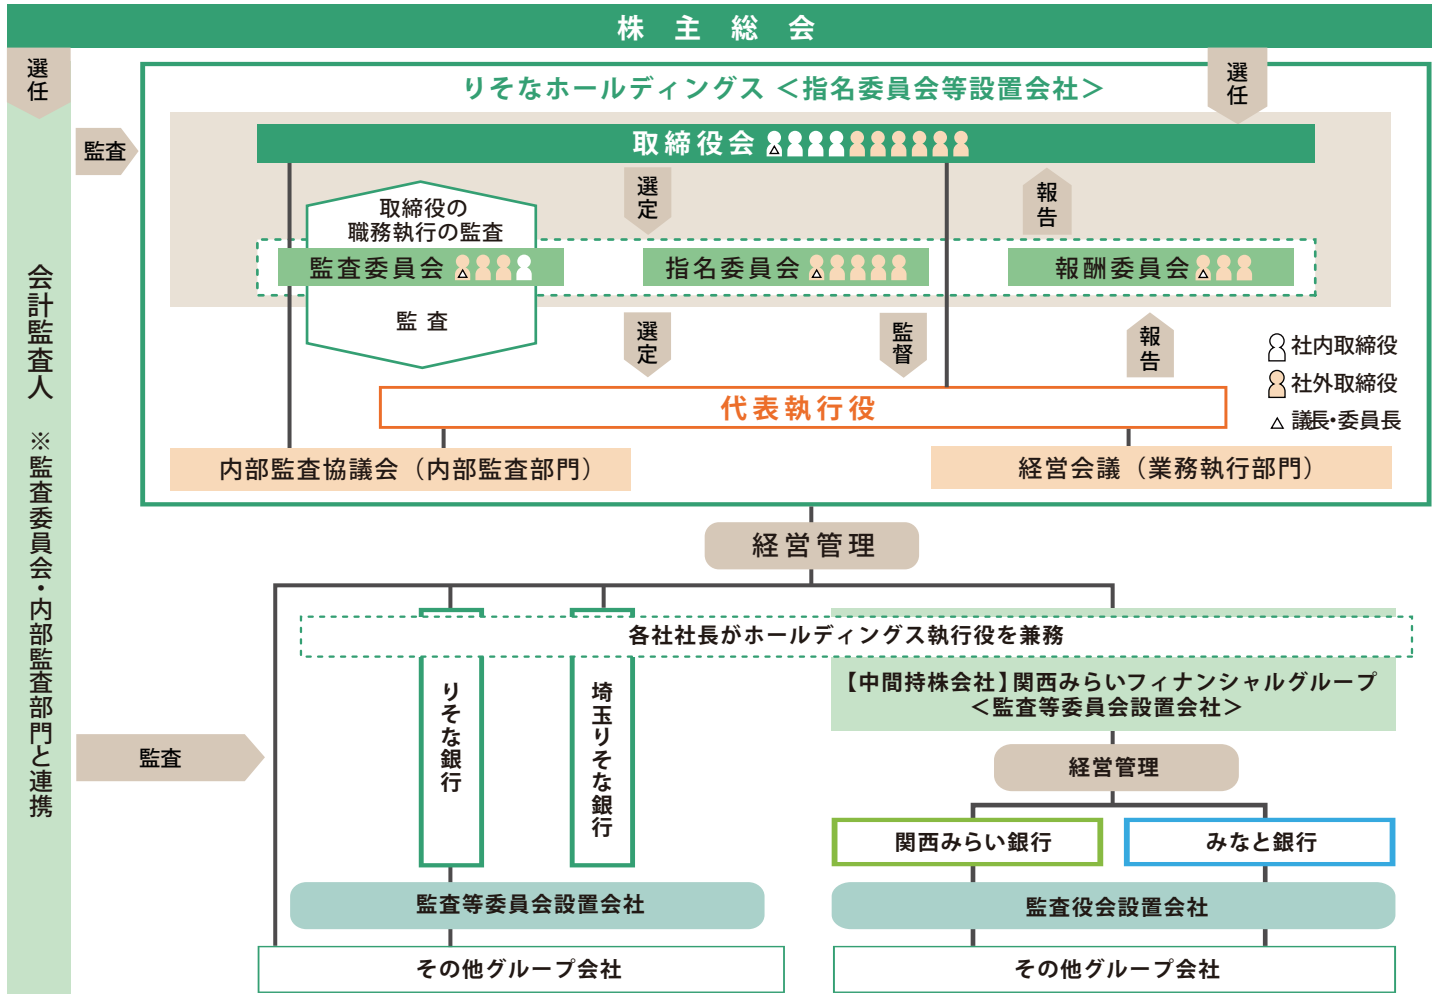 株主総会
選任
選任
りそなホールディングス ＜指名委員会等設置会社＞
監査
取締役会
選定
報告
取締役の
職務執行の監査
監査委員会
指名委員会
報酬委員会
監査
選定
監督
報告
社内取締役
社外取締役
△ 議長・委員長
代表執行役
内部監査協議会（内部監査部門）
経営会議（業務執行部門）
会計監査人 ※監査委員会・内部監査部門と連携
経営管理
各社社長がホールディングス執行役を兼務
りそな銀行
埼玉りそな銀行
【中間持株会社】関西みらいフィナンシャルグループ
＜監査等委員会設置会社＞
監査
経営管理
関西みらい銀行
みなと銀行
監査等委員会設置会社
監査役会設置会社
その他グループ会社
その他グループ会社